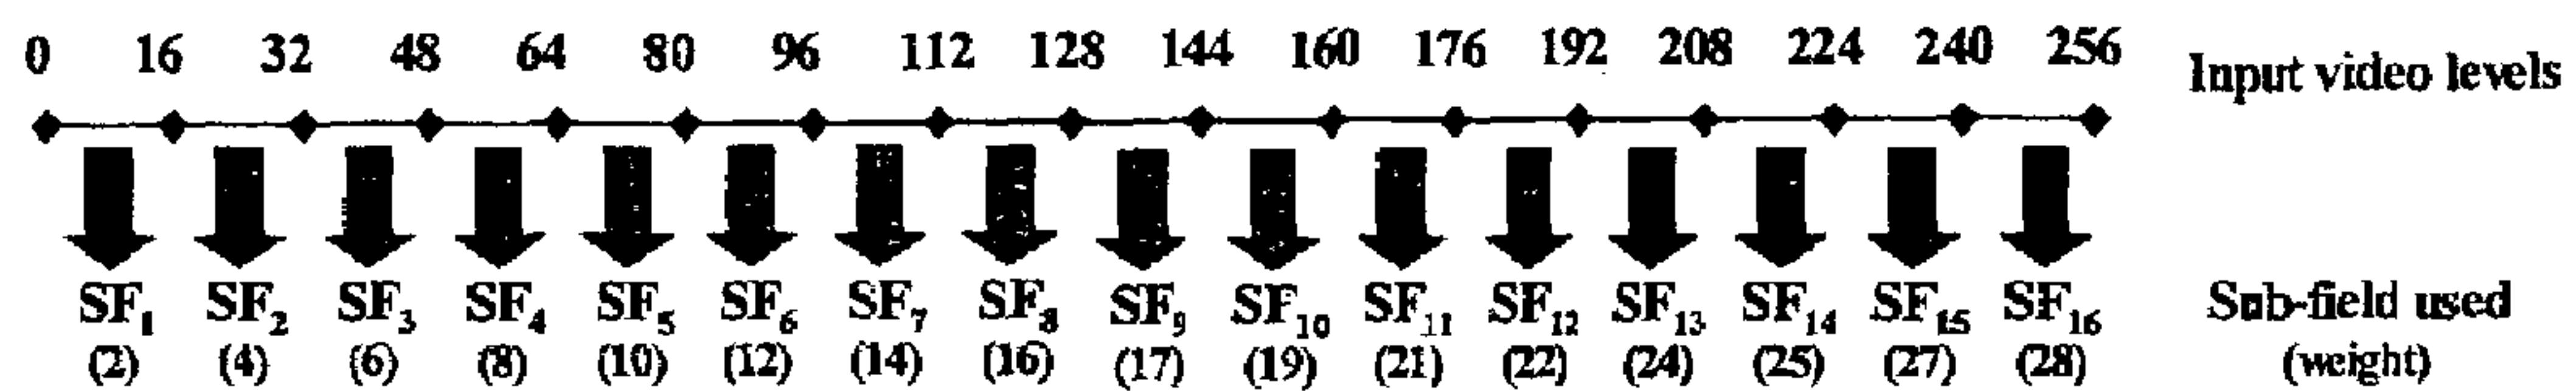 0 16 32 48 64 80 96 112 128 144 160 176 192 208 224 240 256 Input video levels
SF1 SF2 SF3 SF4 SF5 SF6 SF7 SF8 SF9 SF10 SF11 SF12 SF13 SF14 SF15 SF16 Sub-field used
(2) (4) (6) (8) (10) (12) (14) (16) (17) (19) (21) (22) (24) (25) (27) (28) (weight)